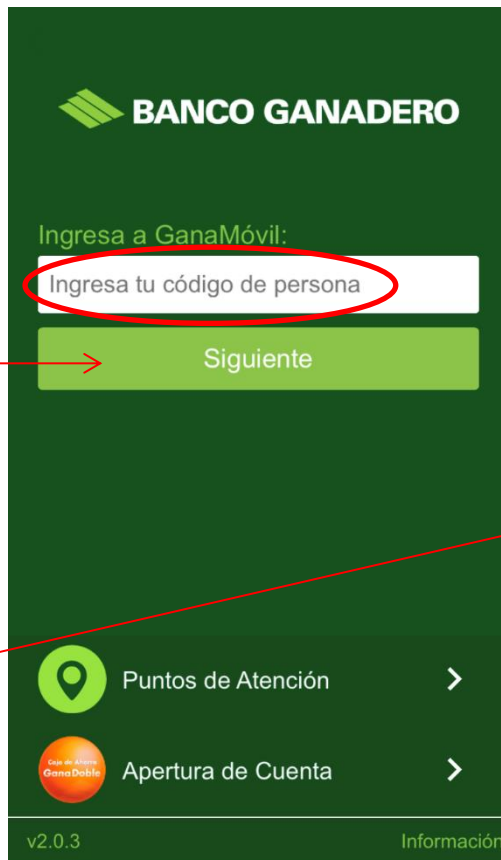 BANCO GANADERO
Ingresa a GanaMóvil:
Ingresa tu código de persona
Siguiente
Puntos de Atención
Caja de Ahorro
GanaDoble
Apertura de Cuenta
v2.0.3
Información